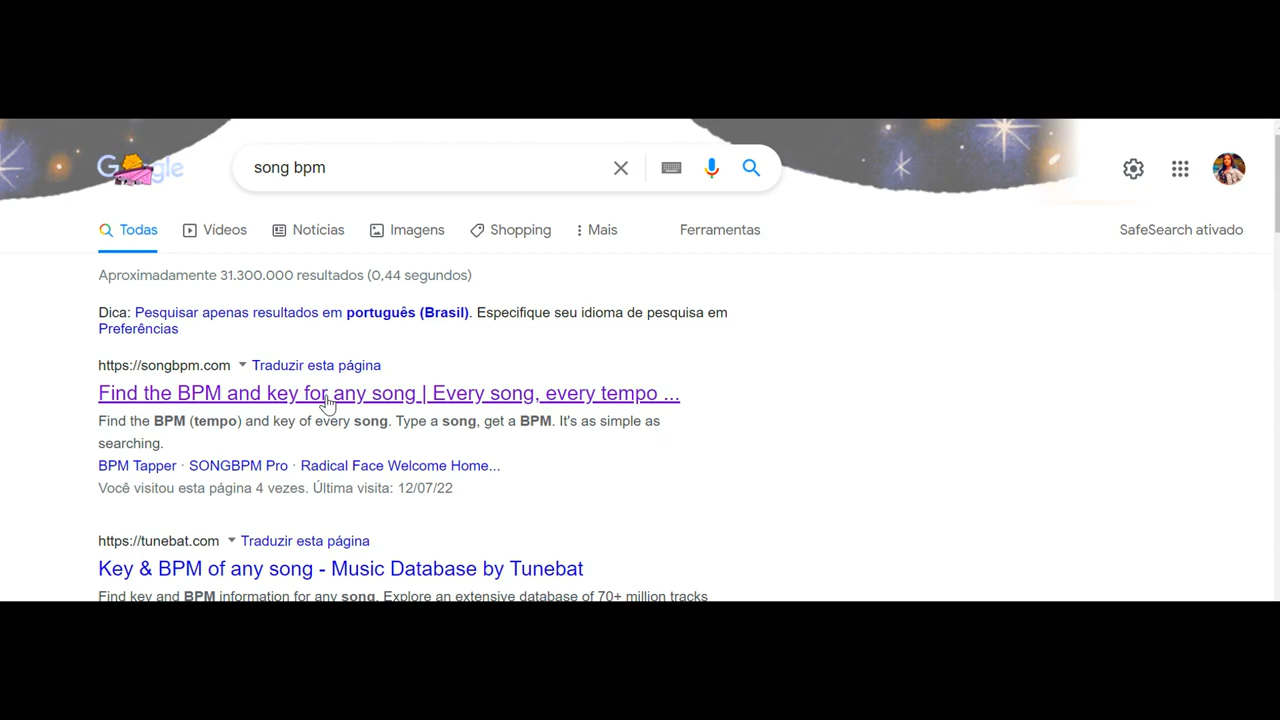 Google
song bpm
Todas
Vídeos
Notícias
Imagens
Shopping
Mais
Ferramentas
SafeSearch ativado
Aproximadamente 31.300.000 resultados (0,44 segundos)
Dica: Pesquisar apenas resultados em português (Brasil). Especifique seu idioma de pesquisa em
Preferências
https://songbpm.com Traduzir esta página
Find the BPM and key for any song | Every song, every tempo ...
Find the BPM (tempo) and key of every song. Type a song, get a BPM. It's as simple as
searching.
BPM Tapper · SONGBPM Pro · Radical Face Welcome Home...
Você visitou esta página 4 vezes. Última visita: 12/07/22
https://tunebat.com Traduzir esta página
Key & BPM of any song - Music Database by Tunebat
Find key and BPM information for any song. Explore an extensive database of 70+ million tracks